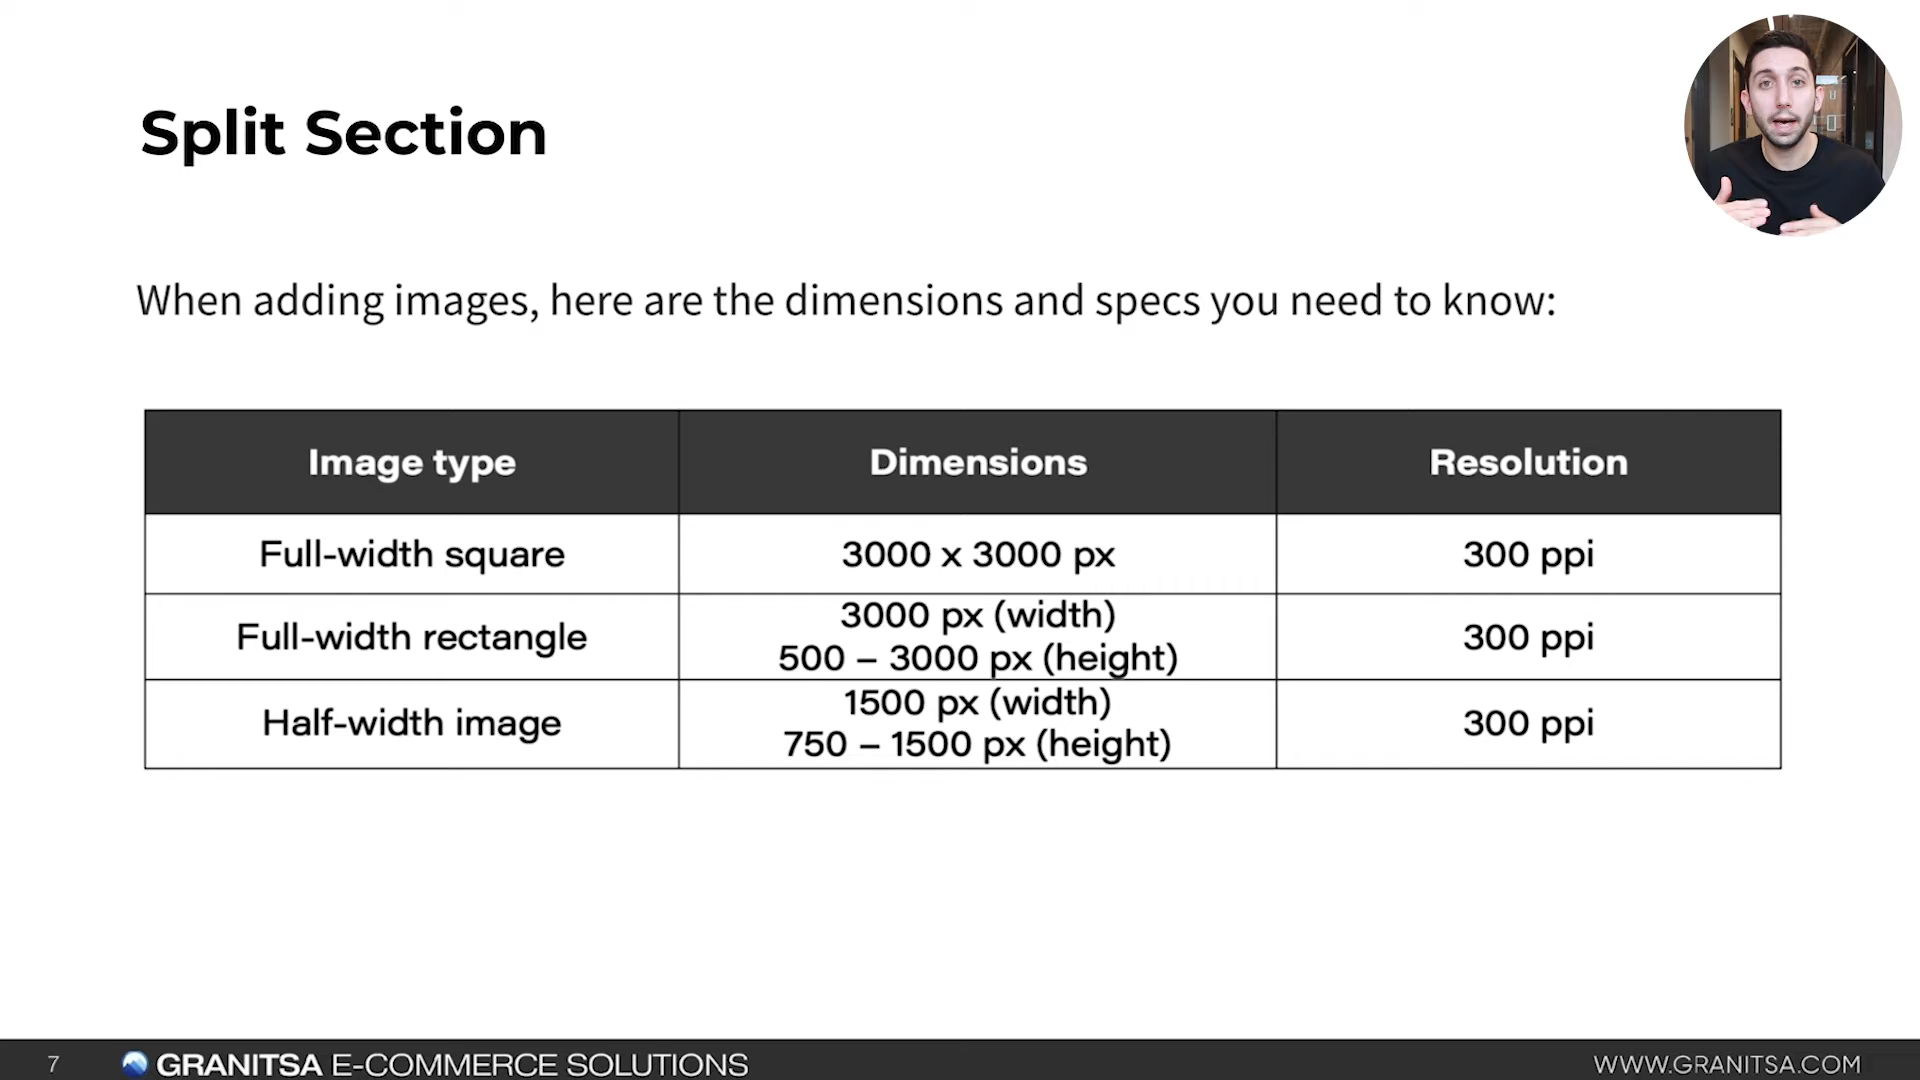 Split Section
When adding images, here are the dimensions and specs you need to know:
Image type Dimensions Resolution
Full-width square 3000 x 3000 px 300 ppi
Full-width rectangle 3000 px (width) 300 ppi
500 – 3000 px (height)
Half-width image 1500 px (width) 300 ppi
750 – 1500 px (height)
7 GRANITSA E-COMMERCE SOLUTIONS WWW.GRANITSA.COM